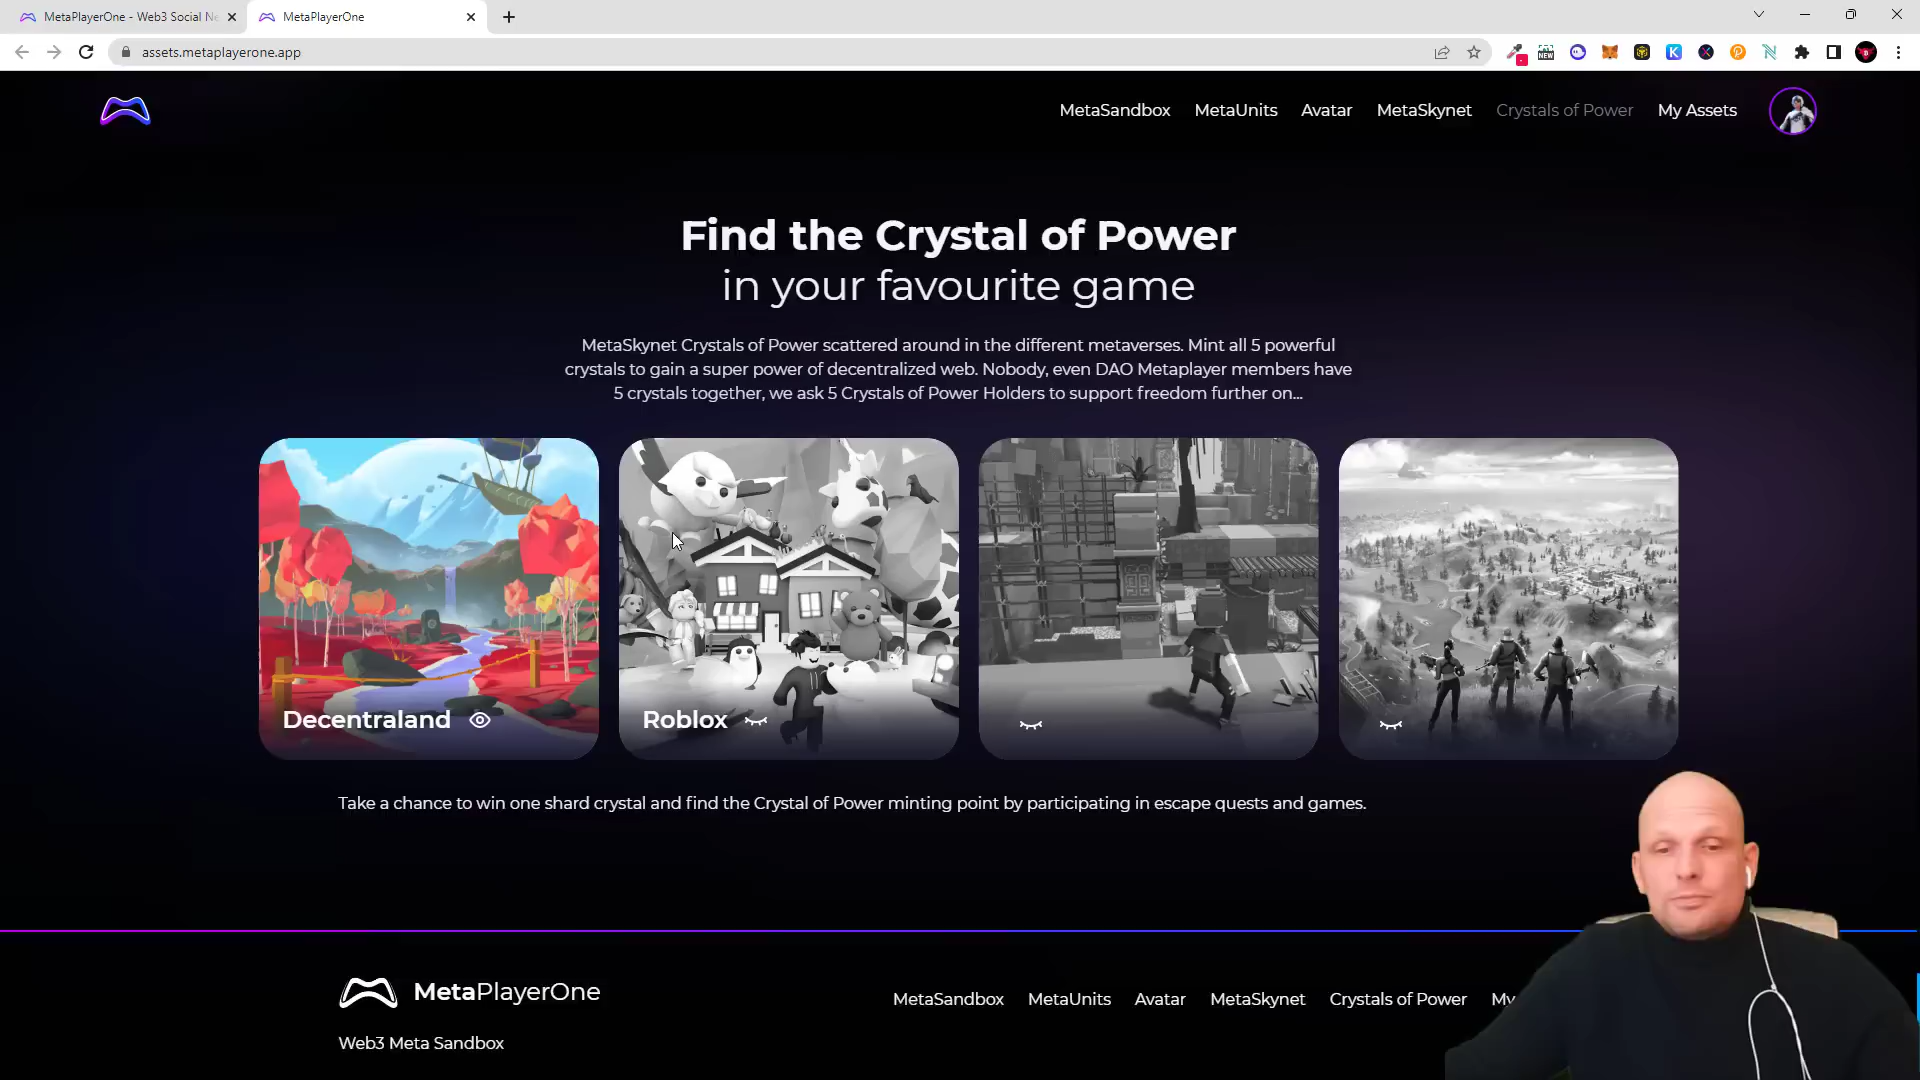 MetaPlayerOne - Web3 Social Ne
MetaPlayerOne
assets.metaplayerone.app
NEW
MetaSandbox MetaUnits Avatar MetaSkynet Crystals of Power My Assets
Find the Crystal of Power
in your favourite game
MetaSkynet Crystals of Power scattered around in the different metaverses. Mint all 5 powerful
crystals to gain a super power of decentralized web. Nobody, even DAO Metaplayer members have
5 crystals together, we ask 5 Crystals of Power Holders to support freedom further on...
Decentraland
Roblox
Take a chance to win one shard crystal and find the Crystal of Power minting point by participating in escape quests and games.
MetaPlayerOne
MetaSandbox MetaUnits Avatar MetaSkynet Crystals of Power My
Web3 Meta Sandbox